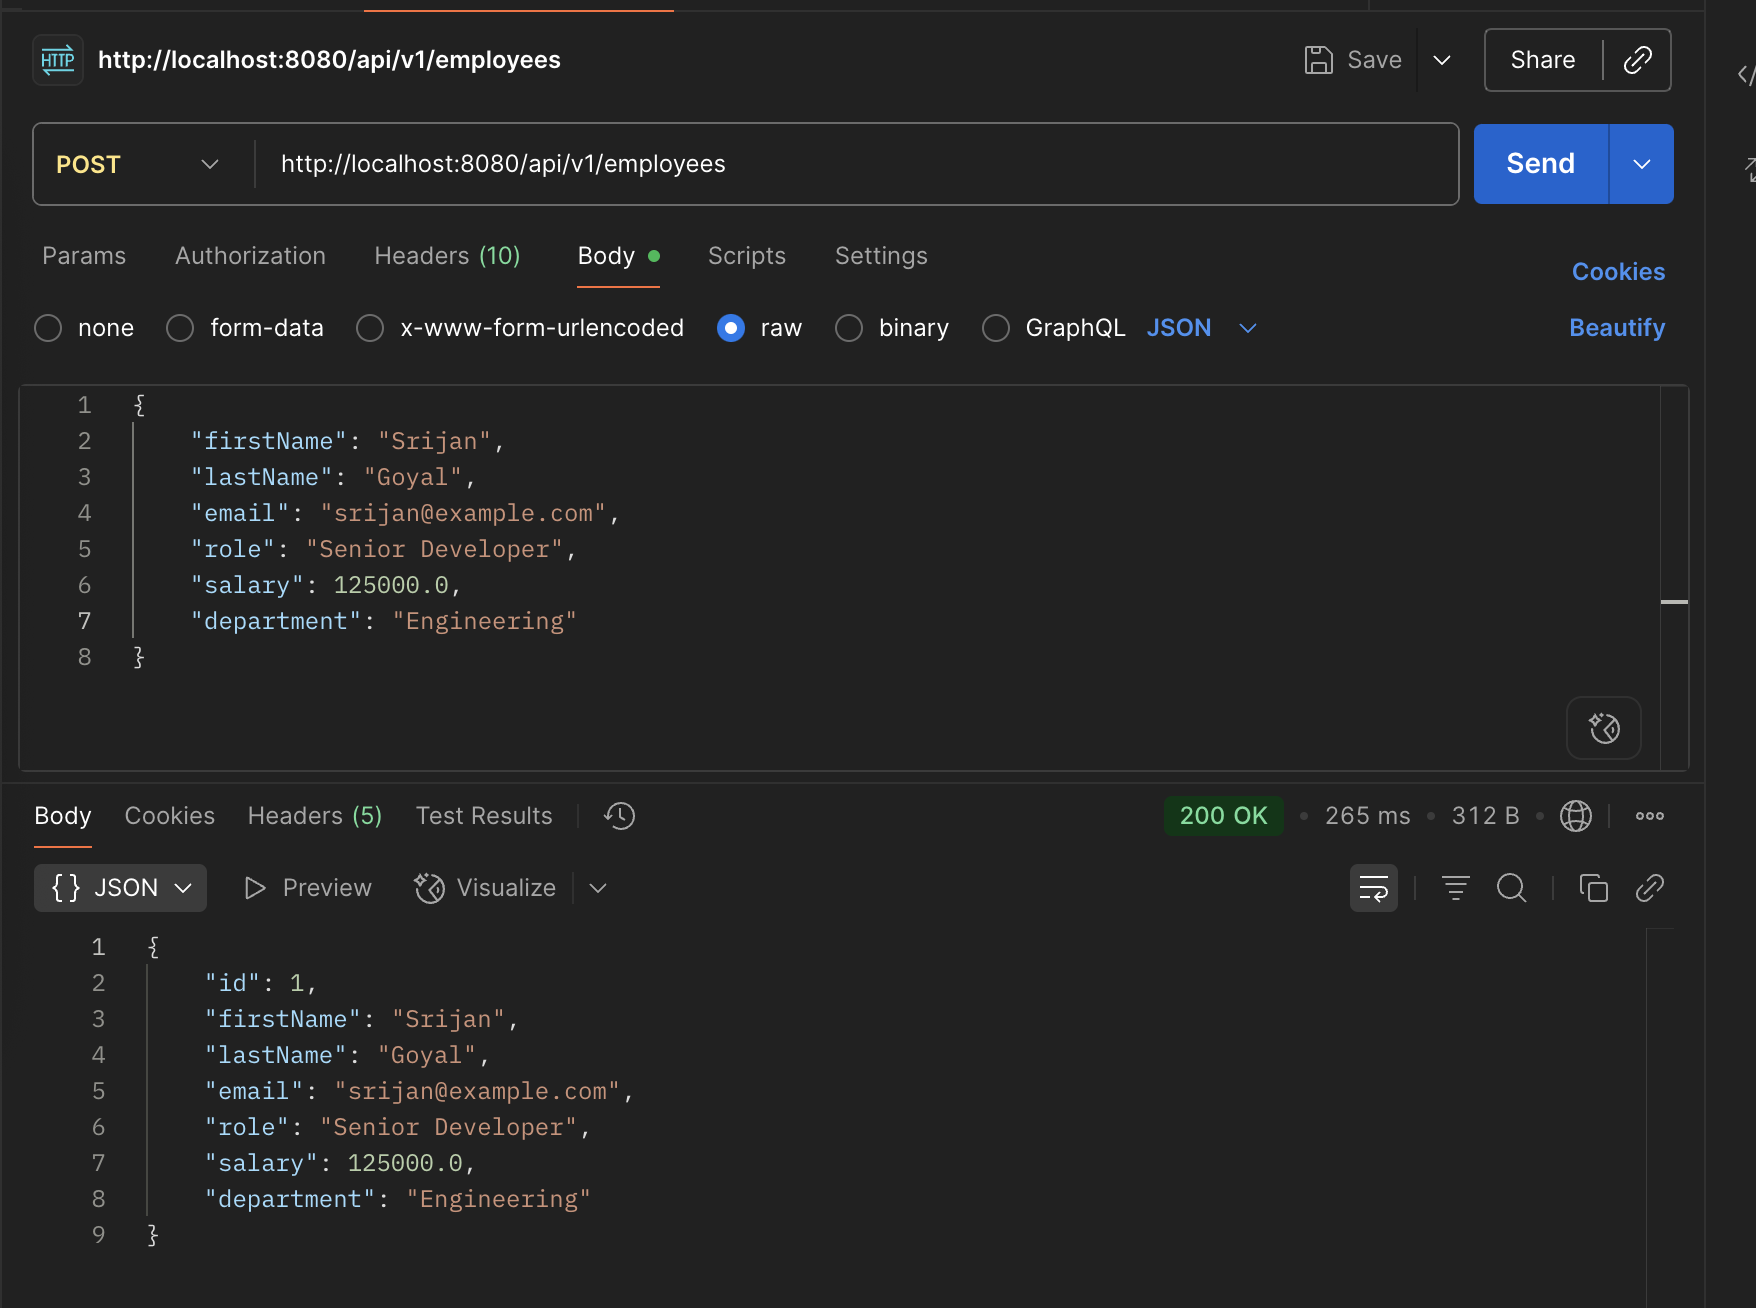 HTTP http://localhost:8080/api/v1/employees Save Share
POST http://localhost:8080/api/v1/employees Send
Params Authorization Headers (10) Body Scripts Settings Cookies
none form-data x-www-form-urlencoded raw binary GraphQL JSON Beautify
1 {
2 "firstName": "Srijan",
3 "lastName": "Goyal",
4 "email": "srijan@example.com",
5 "role": "Senior Developer",
6 "salary": 125000.0,
7 "department": "Engineering"
8 }
Body Cookies Headers (5) Test Results 200 OK • 265 ms • 312 B •
{ } JSON Preview Visualize
1 {
2 "id": 1,
3 "firstName": "Srijan",
4 "lastName": "Goyal",
5 "email": "srijan@example.com",
6 "role": "Senior Developer",
7 "salary": 125000.0,
8 "department": "Engineering"
9 }